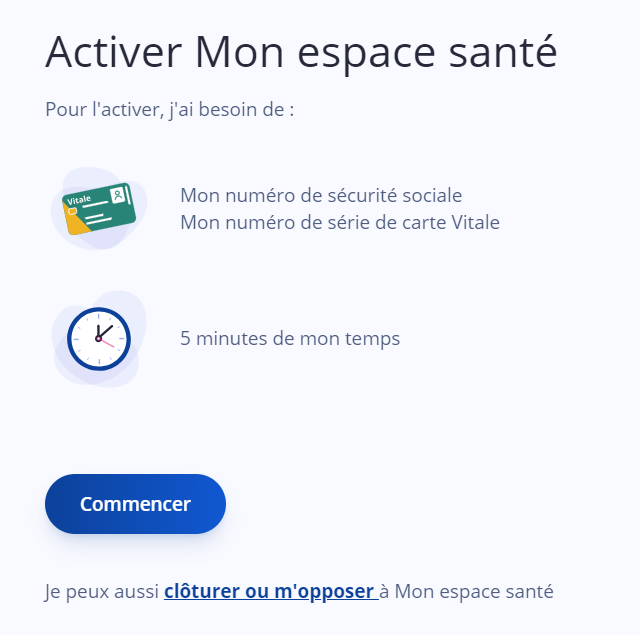 Activer Mon espace santé
Pour l'activer, j'ai besoin de :
Vitale
Mon numéro de sécurité sociale
Mon numéro de série de carte Vitale
5 minutes de mon temps
Commencer
Je peux aussi clôturer ou m'opposer à Mon espace santé